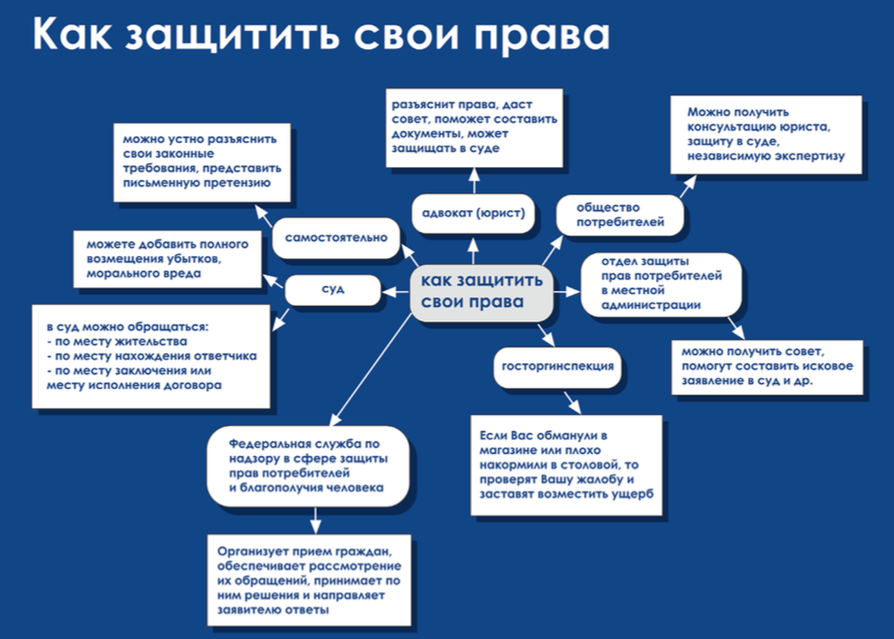 Как защитить свои права
разъяснит права, даст
совет, поможет составить
документы, может
защищать в суде
Можно получить
консультацию юриста,
защиту в суде,
независимую экспертизу
можно устно разъяснить
свои законные
требования, представить
письменную претензию
адвокат (юрист)
общество
потребителей
самостоятельно
можете добавить полного
возмещения убытков,
морального вреда
суд
как защитить
свои права
отдел защиты
прав потребителей
в местной
администрации
в суд можно обращаться:
- по месту жительства
- по месту нахождения ответчика
- по месту заключения или
месту исполнения договора
госторгинспекция
можно получить совет,
помогут составить исковое
заявление в суд и др.
Федеральная служба по
надзору в сфере защиты
прав потребителей
и благополучия человека
Если Вас обманули в
магазине или плохо
накормили в столовой, то
проверят Вашу жалобу и
заставят возместить ущерб
Организует прием граждан,
обеспечивает рассмотрение
их обращений, принимает по
ним решения и направляет
заявителю ответы